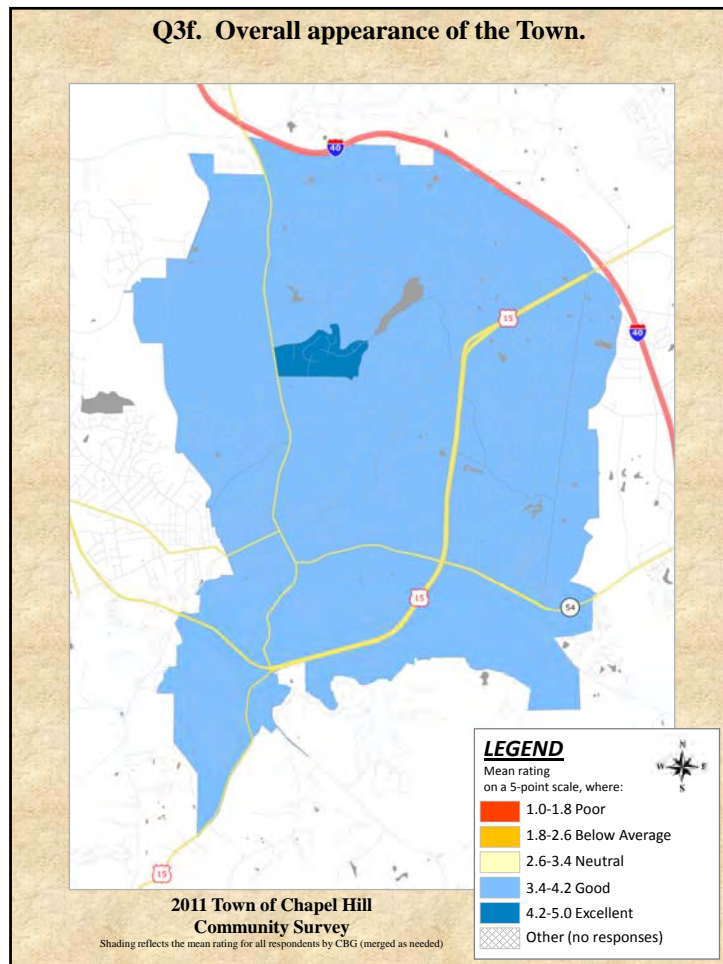 Q3f. Overall appearance of the Town.
40
15
40
15
54
15
LEGEND
Mean rating
on a 5-point scale, where:
N
W E
S
1.0-1.8 Poor
1.8-2.6 Below Average
2.6-3.4 Neutral
3.4-4.2 Good
4.2-5.0 Excellent
Other (no responses)
2011 Town of Chapel Hill
Community Survey
Shading reflects the mean rating for all respondents by CBG (merged as needed)